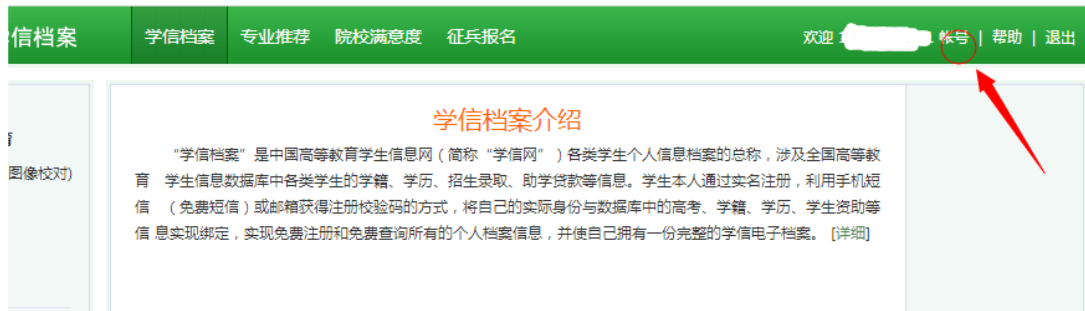 信档案 学信档案 专业推荐 院校满意度 征兵报名 欢迎 1 1 帐号 | 帮助 | 退出
学信档案介绍
“学信档案”是中国高等教育学生信息网(简称“学信网”)各类学生个人信息档案的总称,涉及全国高等教
图像校对) 育 学生信息数据库中各类学生的学籍、学历、招生录取、助学贷款等信息。学生本人通过实名注册,利用手机短
信 (免费短信)或邮箱获得注册校验码的方式,将自己的实际身份与数据库中的高考、学籍、学历、学生资助等
信 息实现绑定,实现免费注册和免费查询所有的个人档案信息,并使自己拥有一份完整的学信电子档案。 [详细]